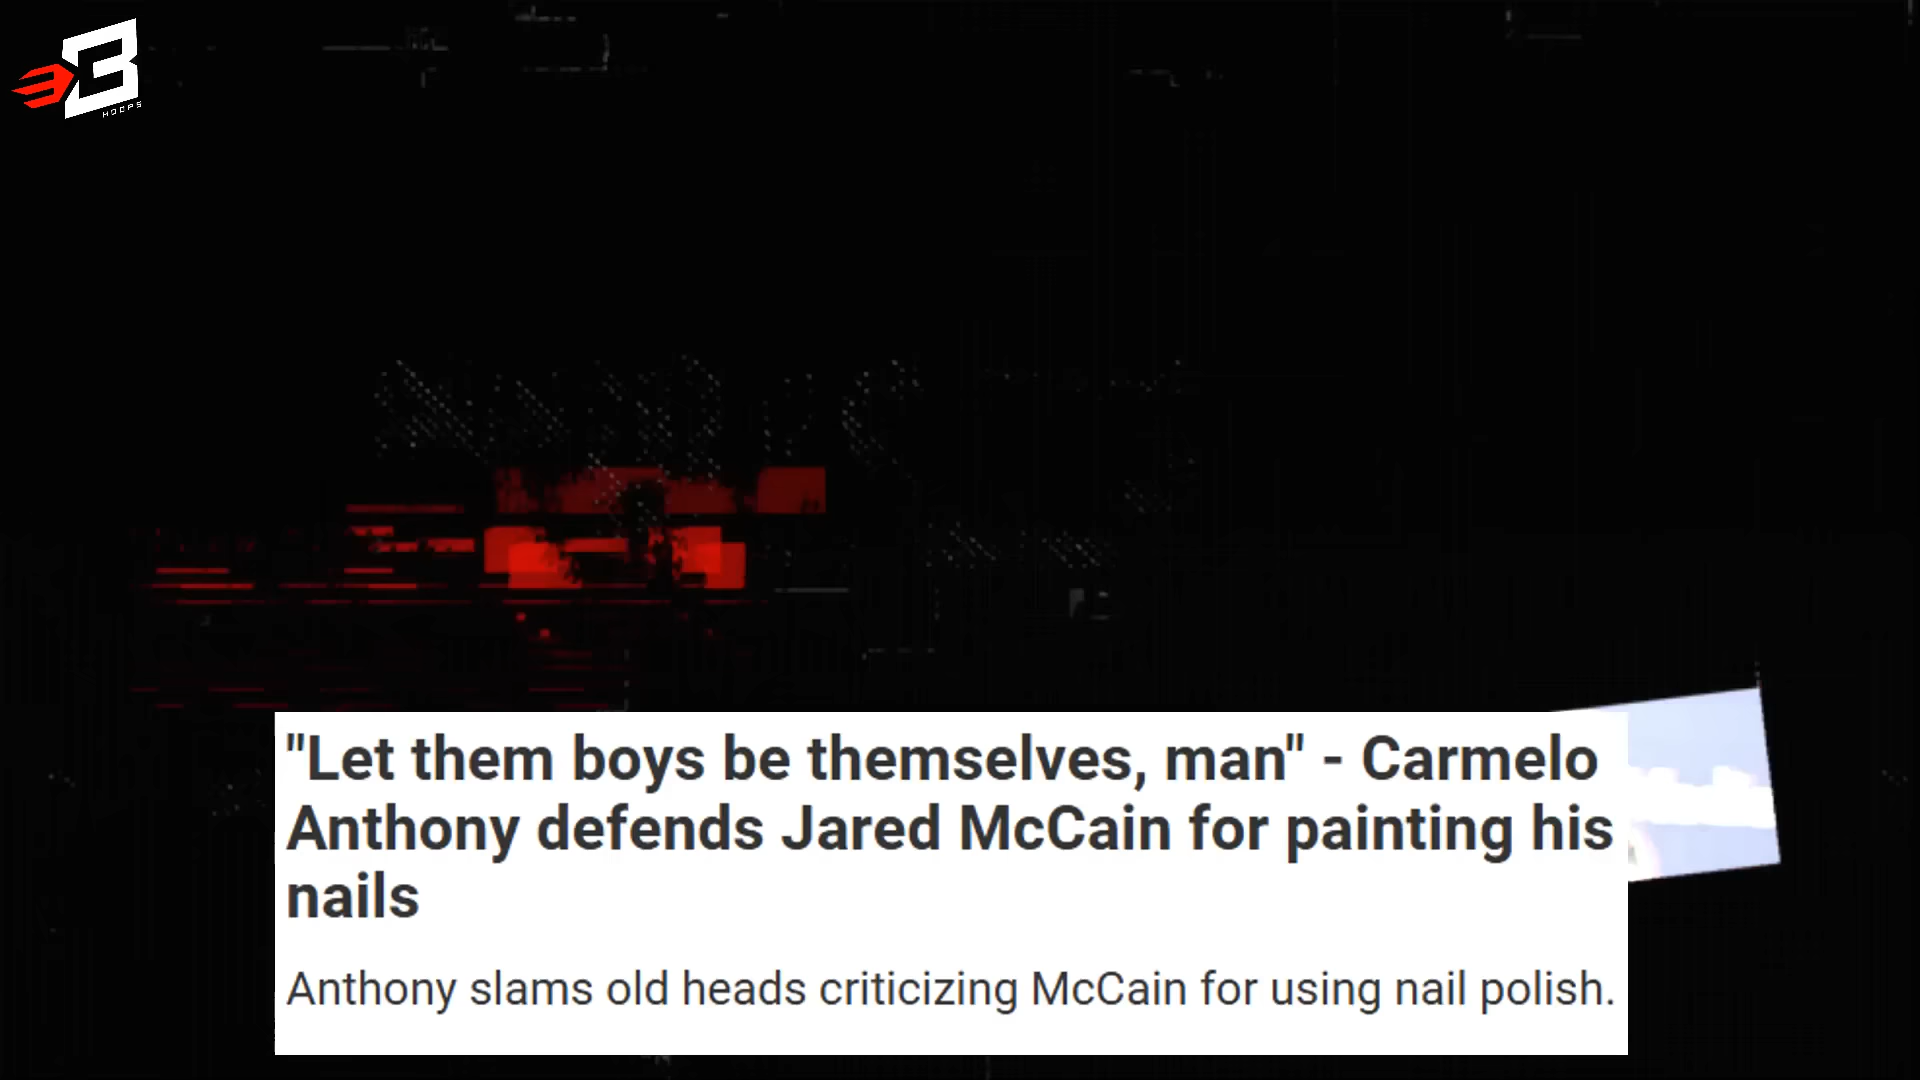 B
HOOPS
"Let them boys be themselves, man" - Carmelo
Anthony defends Jared McCain for painting his
nails
Anthony slams old heads criticizing McCain for using nail polish.